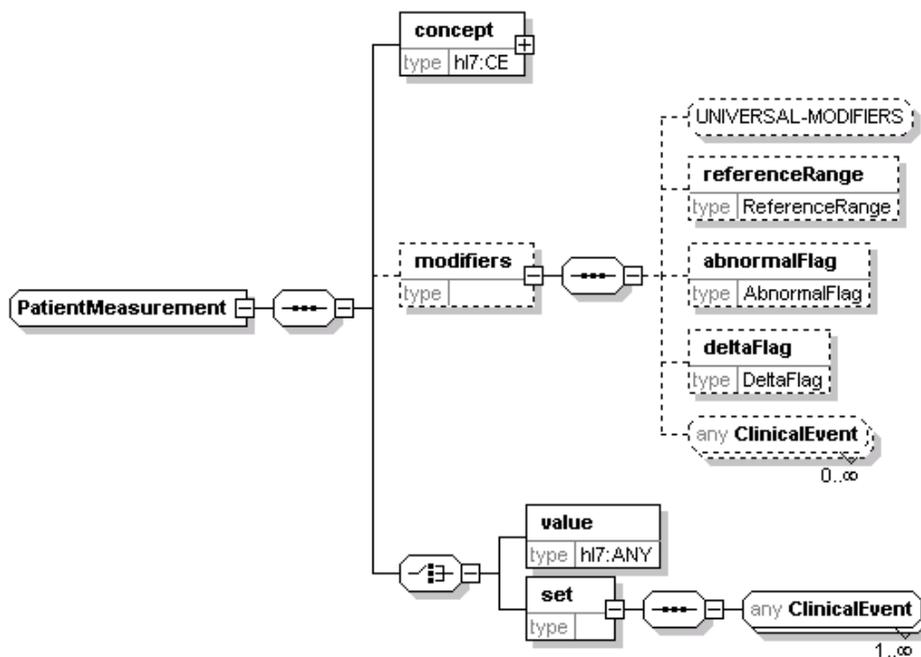 concept
type hl7:CE
UNIVERSAL-MODIFIERS
referenceRange
type ReferenceRange
modifiers
type
abnormalFlag
type AbnormalFlag
PatientMeasurement
deltaFlag
type DeltaFlag
any ClinicalEvent
0..∞
value
type hl7:ANY
set
type
any ClinicalEvent
1..∞